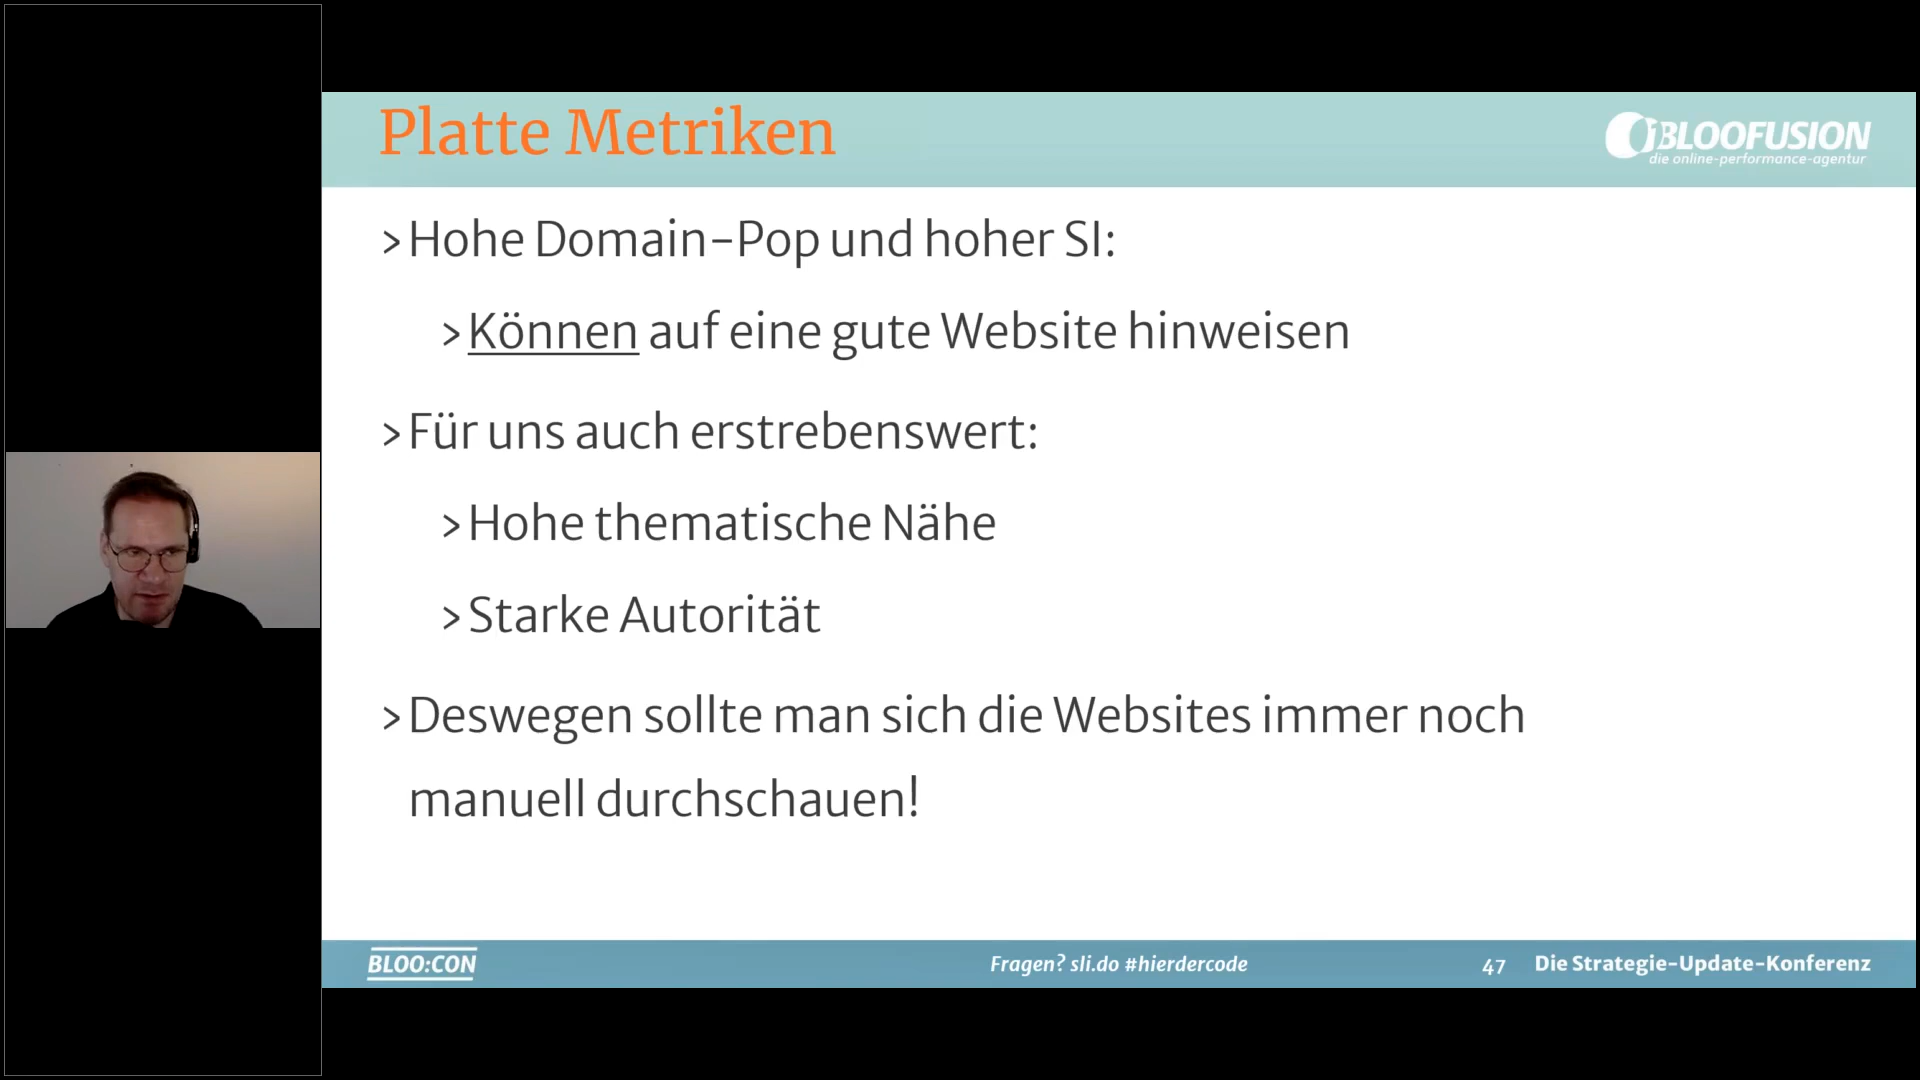 Platte Metriken
BLOOFUSION
die online-performance-agentur
> Hohe Domain-Pop und hoher SI:
> Können auf eine gute Website hinweisen
> Für uns auch erstrebenswert:
> Hohe thematische Nähe
> Starke Autorität
> Deswegen sollte man sich die Websites immer noch
manuell durchschauen!
BLOO:CON
Fragen? sli.do #hierdercode
47
Die Strategie-Update-Konferenz